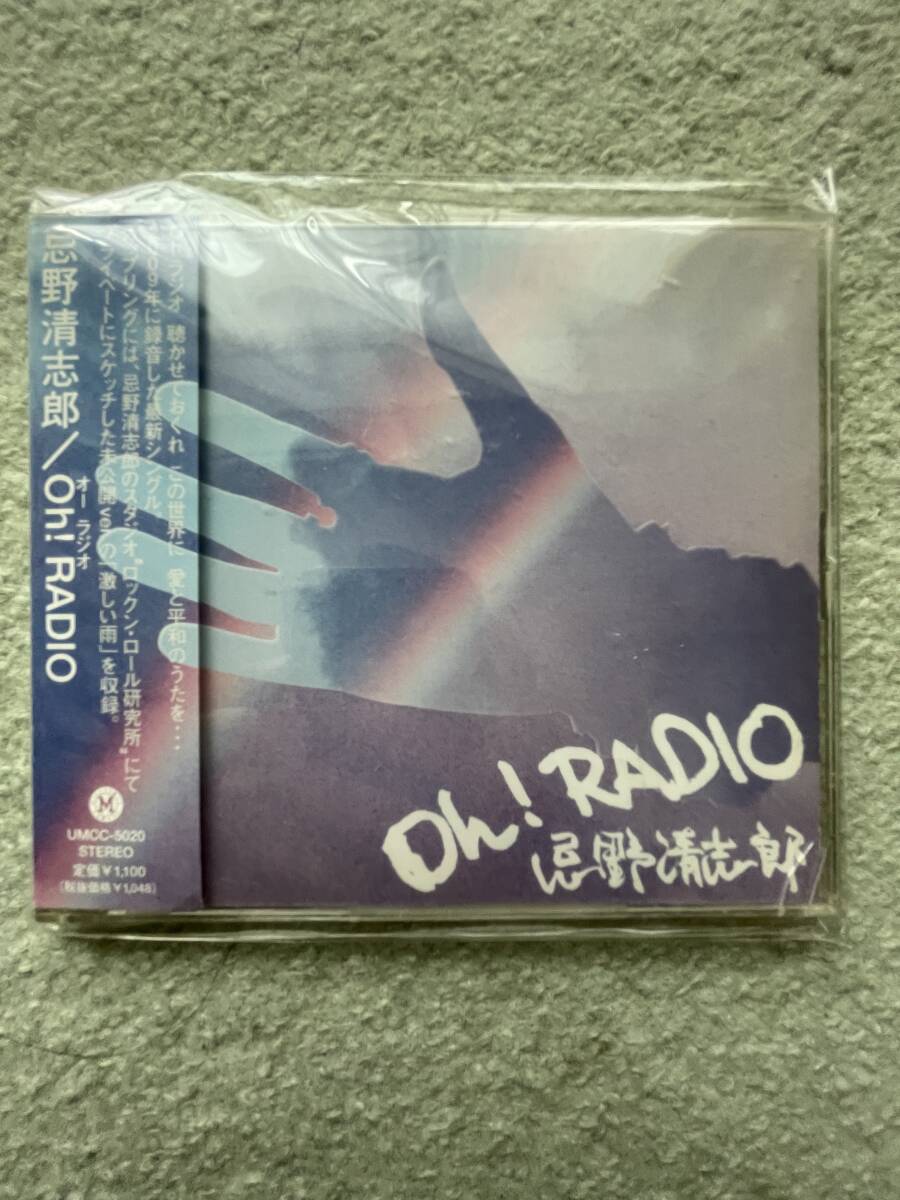 忌野清志郎／Oh! RADIO
オー ラジオ
ラジオ 聴かせておくれ この世界に 愛と平和のうたを…
09年に録音した最新シングル、
プリングには、忌野清志郎のスタジオ“ロックン・ロール研究所”にて
イベートにスケッチした未公開ver.の「激しい雨」を収録。
M
UMCC-5020
STEREO
定価￥1,100
(税抜価格￥1,048)
Oh! RADIO
忌野清志郎